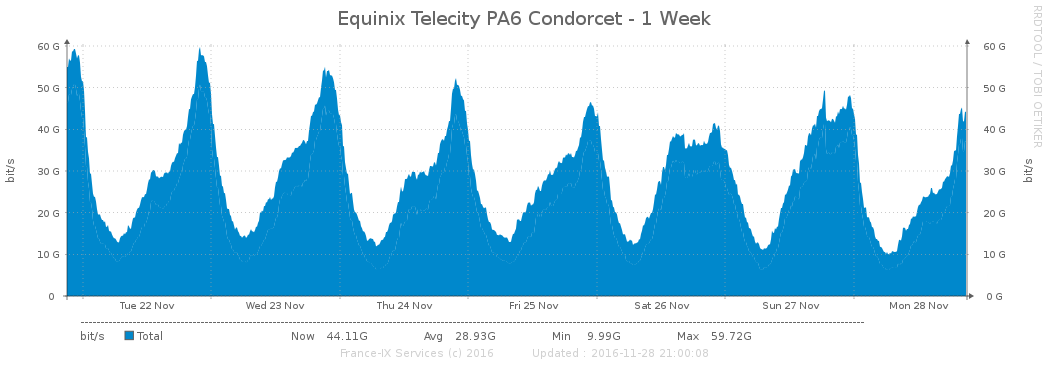 Equinix Telecity PA6 Condorcet - 1 Week
RRDTOOL / TOBI OETIKER
60 G 60 G
50 G 50 G
40 G 40 G
30 G 30 G
20 G 20 G
10 G 10 G
0 0 G
bit/s
bit/s
Tue 22 Nov Wed 23 Nov Thu 24 Nov Fri 25 Nov Sat 26 Nov Sun 27 Nov Mon 28 Nov
bit/s Total Now 44.11G Avg 28.93G Min 9.99G Max 59.72G
France-IX Services (c) 2016 Updated : 2016-11-28 21:00:08